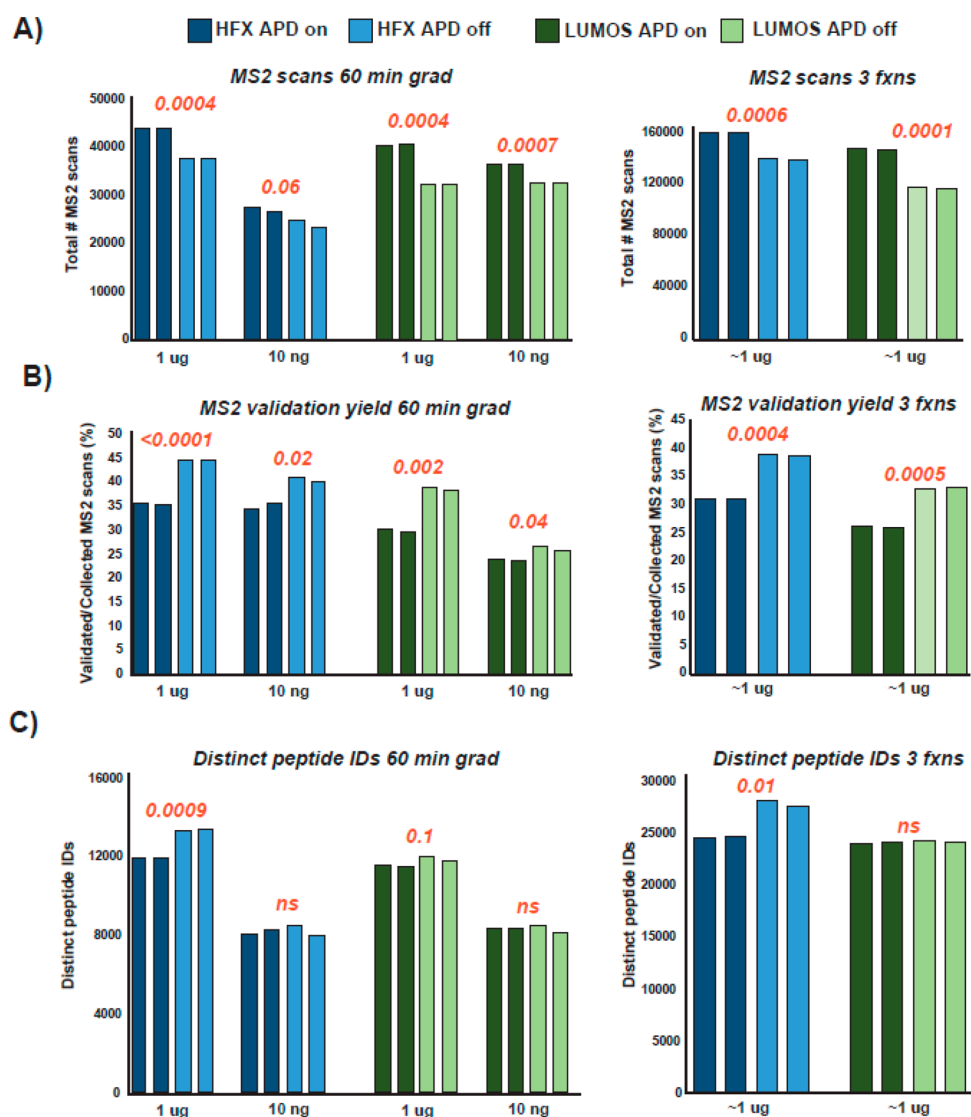 A)
HFX APD on HFX APD off LUMOS APD on LUMOS APD off
MS2 scans 60 min grad
Total # MS2 scans
50000
40000
30000
20000
10000
0
0.0004
0.06
0.0004
0.0007
1 ug 10 ng 1 ug 10 ng
MS2 scans 3 fxns
Total # MS2 scans
160000
120000
80000
40000
0
0.0006
0.0001
~1 ug ~1 ug
B)
MS2 validation yield 60 min grad
Validated/Collected MS2 scans (%)
50
45
40
35
30
25
20
15
10
5
0
<0.0001
0.02
0.002
0.04
1 ug 10 ng 1 ug 10 ng
MS2 validation yield 3 fxns
Validated/Collected MS2 scans (%)
45
40
35
30
25
20
15
10
5
0
0.0004
0.0005
~1 ug ~1 ug
C)
Distinct peptide IDs 60 min grad
Distinct peptide IDs
16000
12000
8000
4000
0
0.0009
ns
0.1
ns
1 ug 10 ng 1 ug 10 ng
Distinct peptide IDs 3 fxns
Distinct peptide IDs
30000
25000
20000
15000
10000
5000
0
0.01
ns
~1 ug ~1 ug